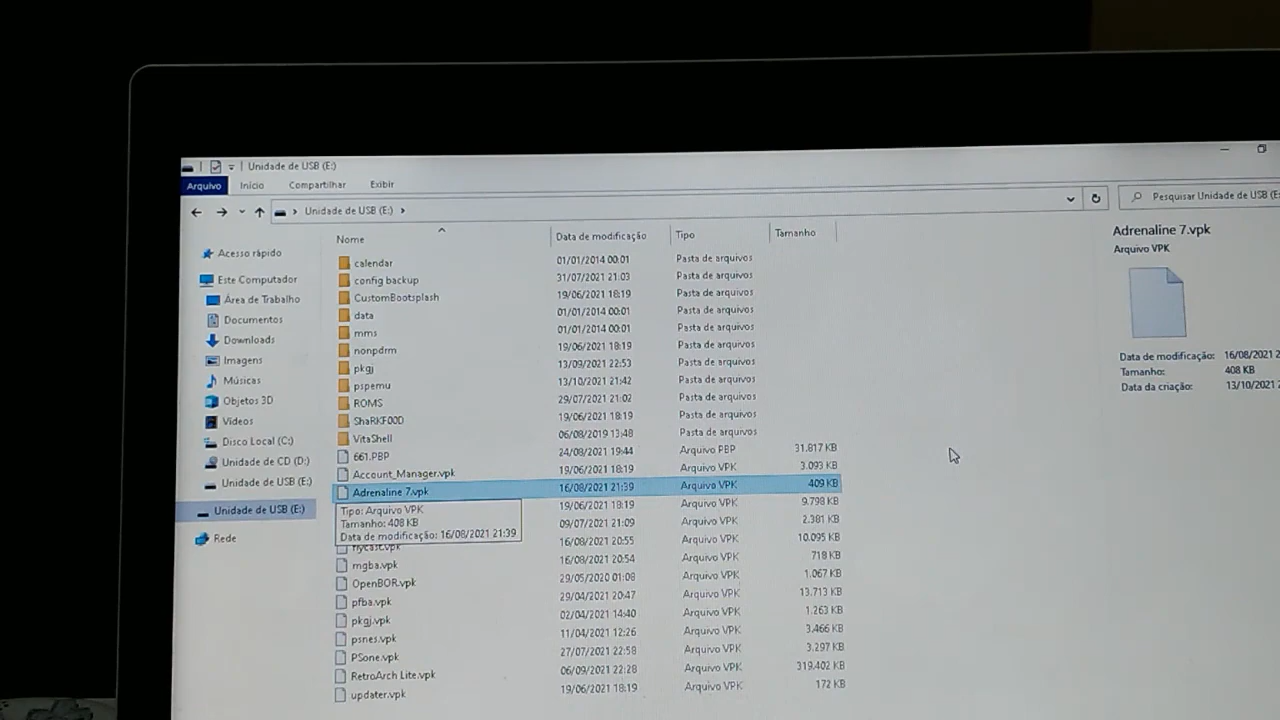 Unidade de USB (E:)
Arquivo Início Compartilhar Exibir
Unidade de USB (E:)
Pesquisar Unidade de USB (E:
Nome Data de modificação Tipo Tamanho
calendar 01/01/2014 00:01 Pasta de arquivos
config backup 31/07/2021 21:03 Pasta de arquivos
CustomBootsplash 19/06/2021 18:19 Pasta de arquivos
data 01/01/2014 00:01 Pasta de arquivos
mms 01/01/2014 00:01 Pasta de arquivos
nonpdrm 19/06/2021 18:19 Pasta de arquivos
pkgj 13/09/2021 22:53 Pasta de arquivos
pspemu 13/10/2021 21:42 Pasta de arquivos
ROMS 29/07/2021 21:02 Pasta de arquivos
ShaRKF00D 19/06/2021 18:19 Pasta de arquivos
VitaShell 06/08/2019 13:48 Pasta de arquivos
661.PBP 24/08/2021 19:44 Arquivo PBP 31.817 KB
Account_Manager.vpk 19/06/2021 18:19 Arquivo VPK 3.093 KB
Adrenaline 7.vpk 16/08/2021 21:39 Arquivo VPK 409 KB
19/06/2021 18:19 Arquivo VPK 9.798 KB
09/07/2021 21:09 Arquivo VPK 2.381 KB
flycast.vpk 16/08/2021 20:55 Arquivo VPK 10.095 KB
mgba.vpk 16/08/2021 20:54 Arquivo VPK 718 KB
OpenBOR.vpk 29/05/2020 01:08 Arquivo VPK 1.067 KB
pfba.vpk 29/04/2021 20:47 Arquivo VPK 13.713 KB
pkgj.vpk 02/04/2021 14:40 Arquivo VPK 1.263 KB
psnes.vpk 11/04/2021 12:26 Arquivo VPK 3.466 KB
PSone.vpk 27/07/2021 22:58 Arquivo VPK 3.297 KB
RetroArch Lite.vpk 06/09/2021 22:28 Arquivo VPK 319.402 KB
updater.vpk 19/06/2021 18:19 Arquivo VPK 172 KB
Tipo: Arquivo VPK
Tamanho: 408 KB
Data de modificação: 16/08/2021 21:39
Acesso rápido
Este Computador
Área de Trabalho
Documentos
Downloads
Imagens
Músicas
Objetos 3D
Vídeos
Disco Local (C:)
Unidade de CD (D:)
Unidade de USB (E:)
Unidade de USB (E:)
Rede
Adrenaline 7.vpk
Arquivo VPK
Data de modificação: 16/08/2021 2
Tamanho: 408 KB
Data da criação: 13/10/2021 2